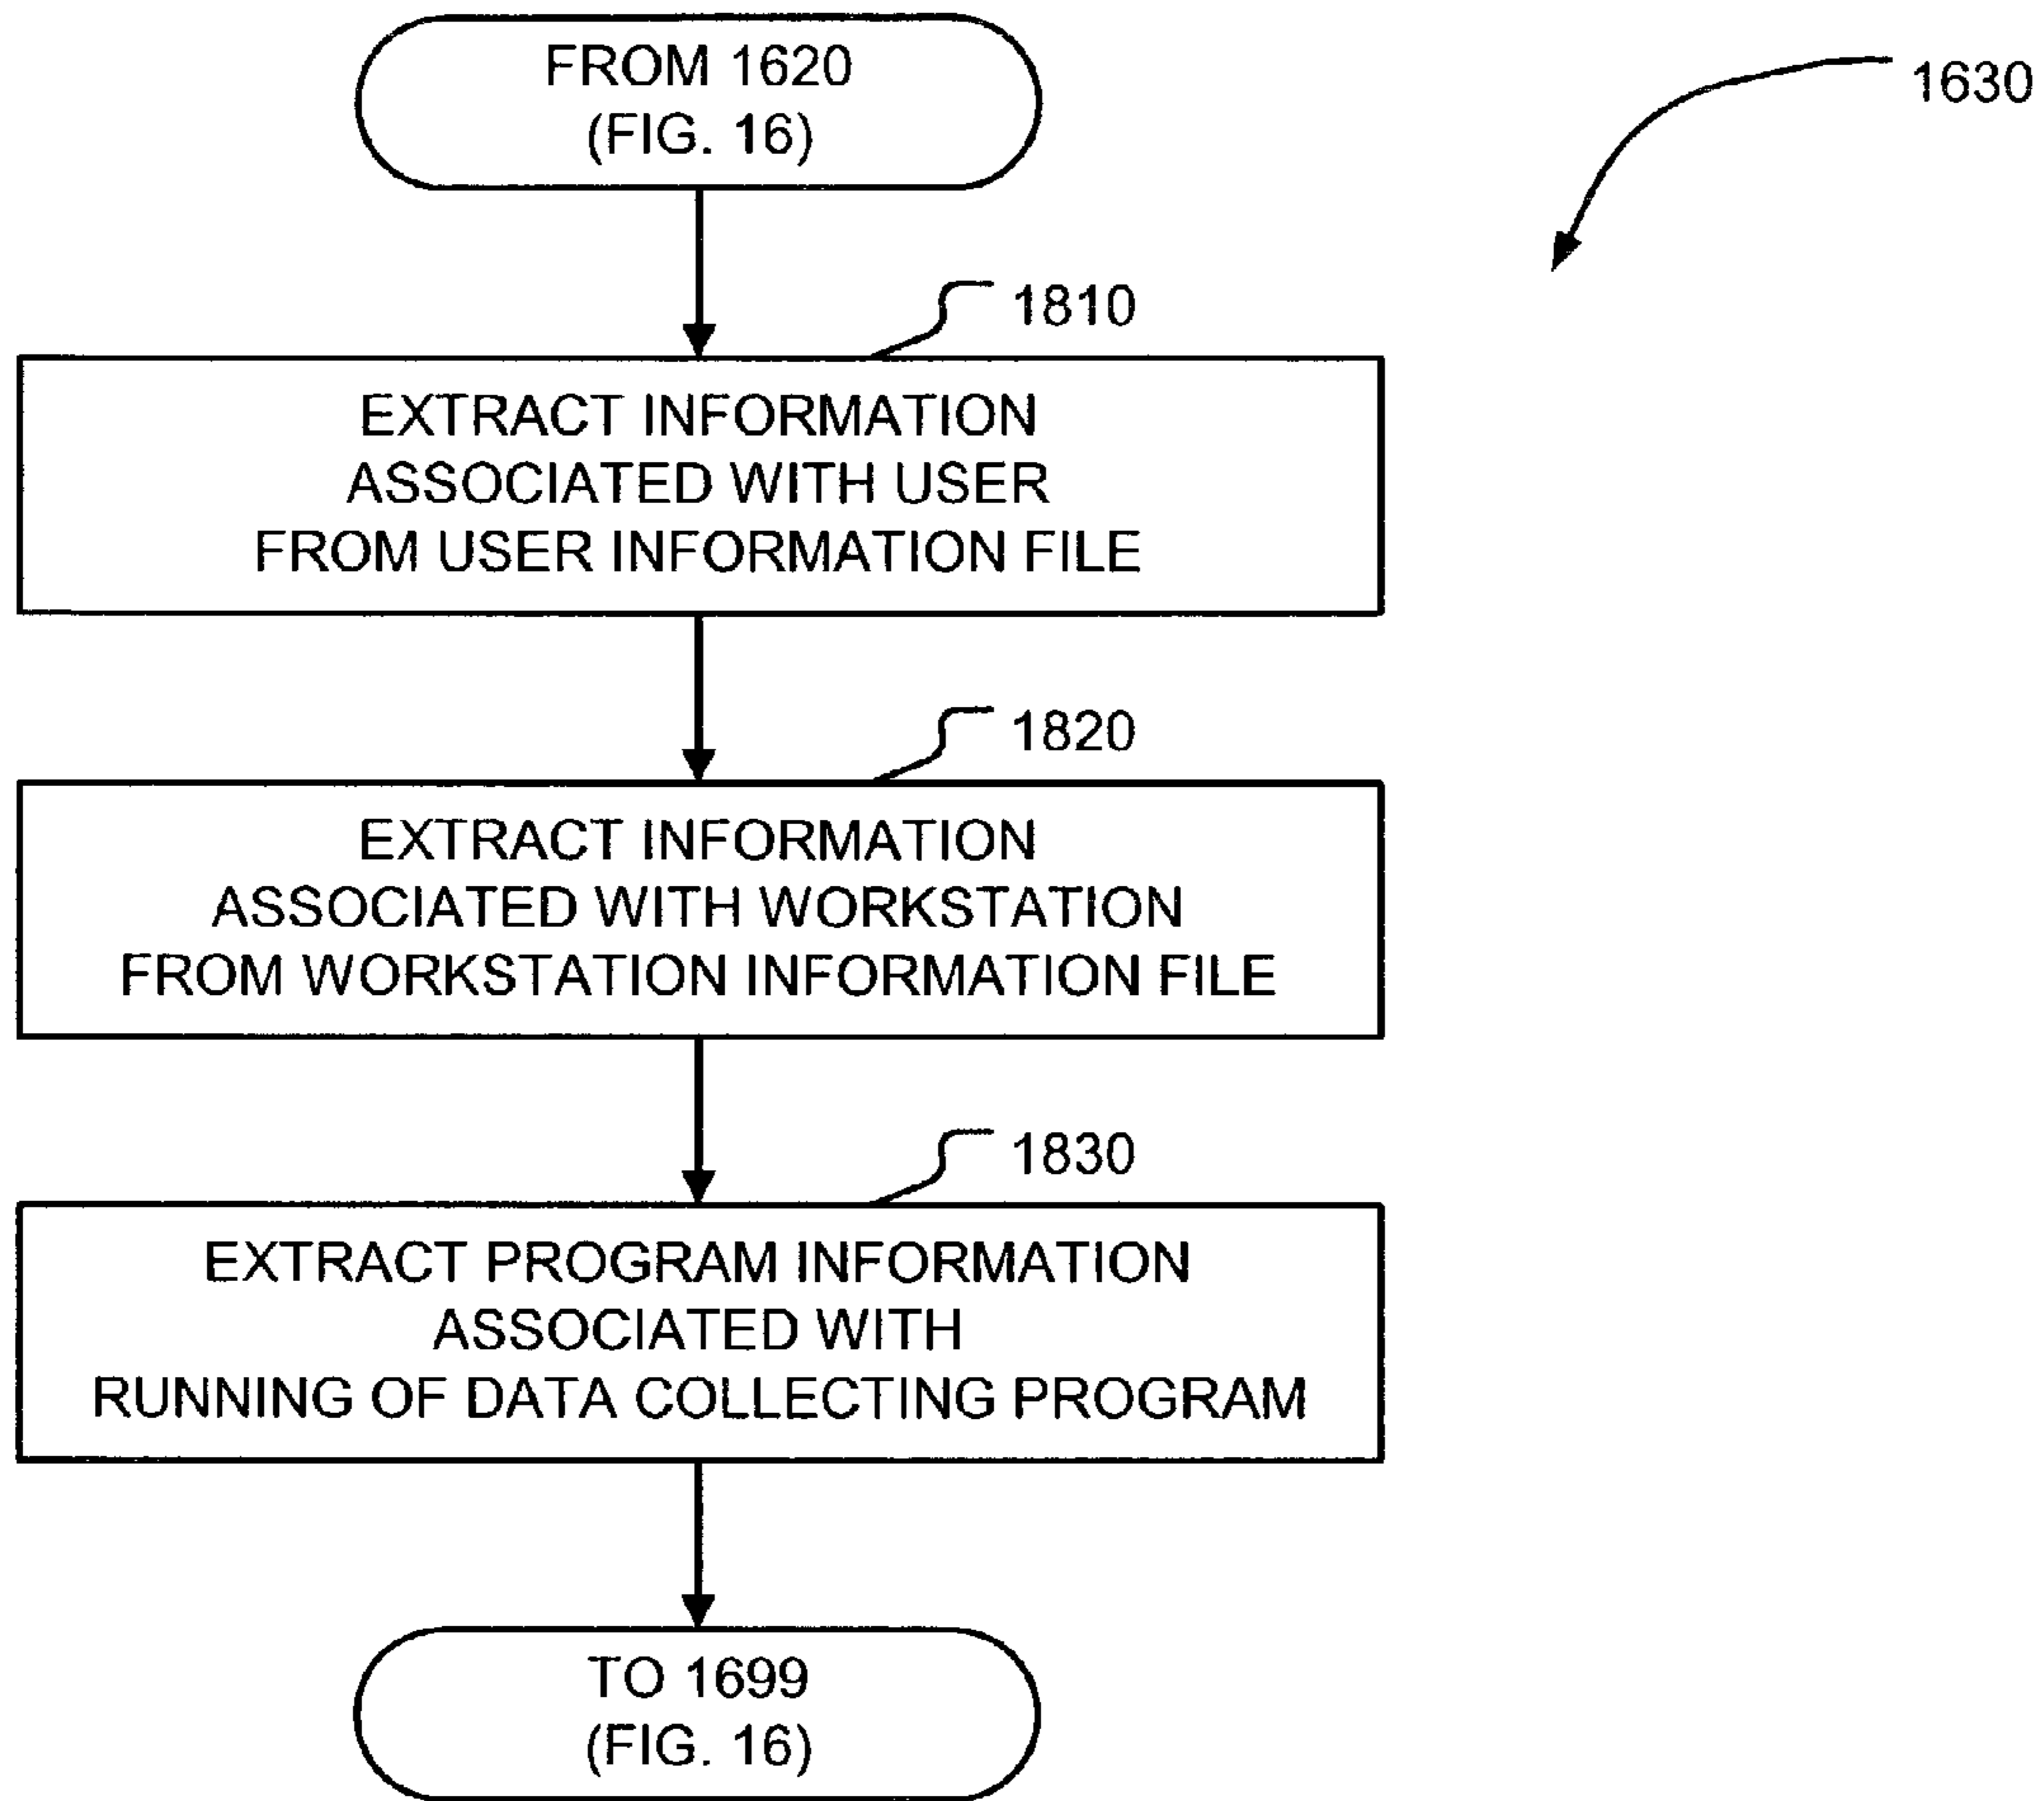 FROM 1620
(FIG. 16)
1630
1810
EXTRACT INFORMATION
ASSOCIATED WITH USER
FROM USER INFORMATION FILE
1820
EXTRACT INFORMATION
ASSOCIATED WITH WORKSTATION
FROM WORKSTATION INFORMATION FILE
1830
EXTRACT PROGRAM INFORMATION
ASSOCIATED WITH
RUNNING OF DATA COLLECTING PROGRAM
TO 1699
(FIG. 16)